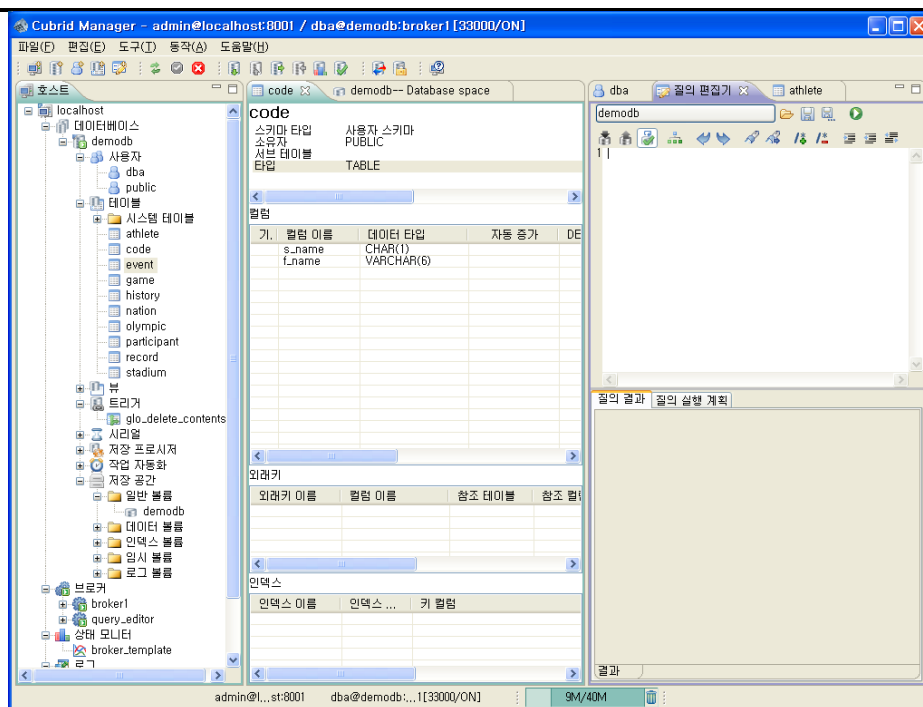 Cubrid Manager - admin@localhost:8001 / dba@demodb:broker1 [33000/ON]
파일(F) 편집(E) 도구(T) 동작(A) 도움말(H)
호스트
localhost
데이터베이스
demodb
사용자
dba
public
테이블
시스템 테이블
athlete
code
event
game
history
nation
olympic
participant
record
stadium
뷰
트리거
glo_delete_contents
시리얼
저장 프로시저
작업 자동화
저장 공간
일반 볼륨
demodb
데이터 볼륨
인덱스 볼륨
임시 볼륨
로그 볼륨
브로커
broker1
query_editor
상태 모니터
broker_template
로그
code demodb-- Database space
code
스키마 타입 사용자 스키마
소유자 PUBLIC
서브 테이블
타입 TABLE
컬럼
기. 컬럼 이름 데이터 타입 자동 증가 DE
s_name CHAR(1)
f_name VARCHAR(6)
외래키
외래키 이름 컬럼 이름 참조 테이블 참조 컬럼
인덱스
인덱스 이름 인덱스 ... 키 컬럼
dba 질의 편집기 athlete
demodb
1
질의 결과 질의 실행 계획
결과
admin@l...st:8001 dba@demodb:...1[33000/ON] 9M/40M